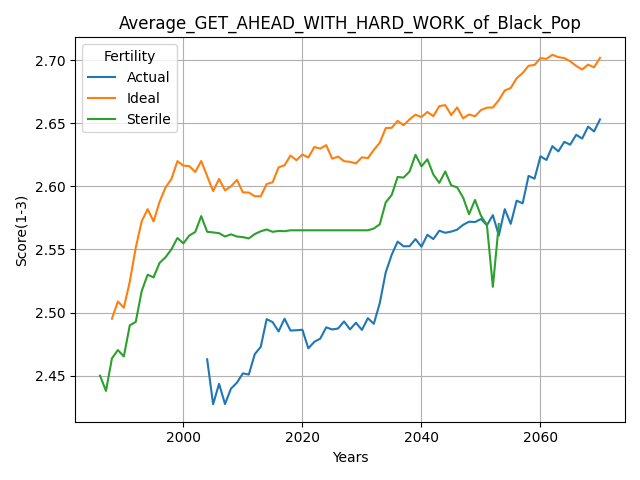 Average_GET_AHEAD_WITH_HARD_WORK_of_Black_Pop
Fertility
Actual
Ideal
Sterile
Score(1-3)
2.70
2.65
2.60
2.55
2.50
2.45
2000
2020
2040
2060
Years